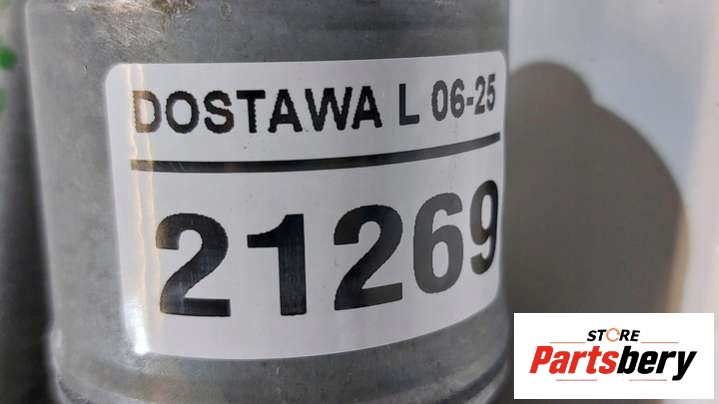 DOSTAWA L 06-25
21269
STORE
Partsbery